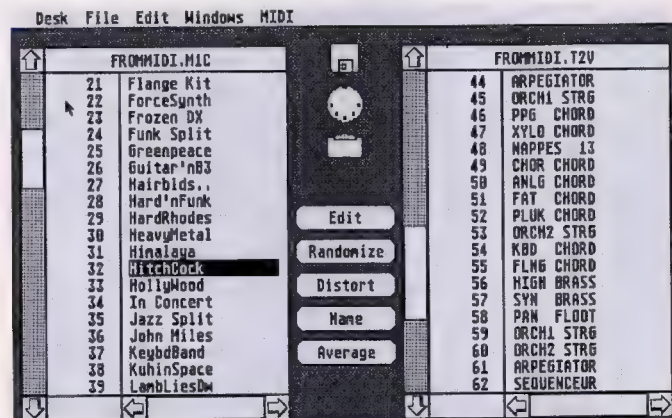 Desk File Edit Windows MIDI
FROMMIDI.M1C
21 Flange Kit
22 ForceSynth
23 Frozen DX
24 Funk Split
25 Greenpeace
26 Guitar'nB3
27 Hairblds..
28 Hard'nFunk
29 HardRhodes
30 HeavyMetal
31 Himalaya
32 HitchCock
33 HollyWood
34 In Concert
35 Jazz Split
36 John Miles
37 KeybdBand
38 KuhinSpace
39 LambLiesDw
Edit
Randomize
Distort
Name
Average
FROMMIDI.T2V
44 ARPEGIATOR
45 ORCH1 STRG
46 PPG CHORD
47 XYLO CHORD
48 NAPPES 13
49 CHOR CHORD
50 ANLG CHORD
51 FAT CHORD
52 PLUK CHORD
53 ORCH2 STRG
54 KBD CHORD
55 FLNG CHORD
56 HIGH BRASS
57 SYN BRASS
58 PAN FLOOT
59 ORCH1 STRG
60 ORCH2 STRG
61 ARPEGIATOR
62 SEQUENCEUR